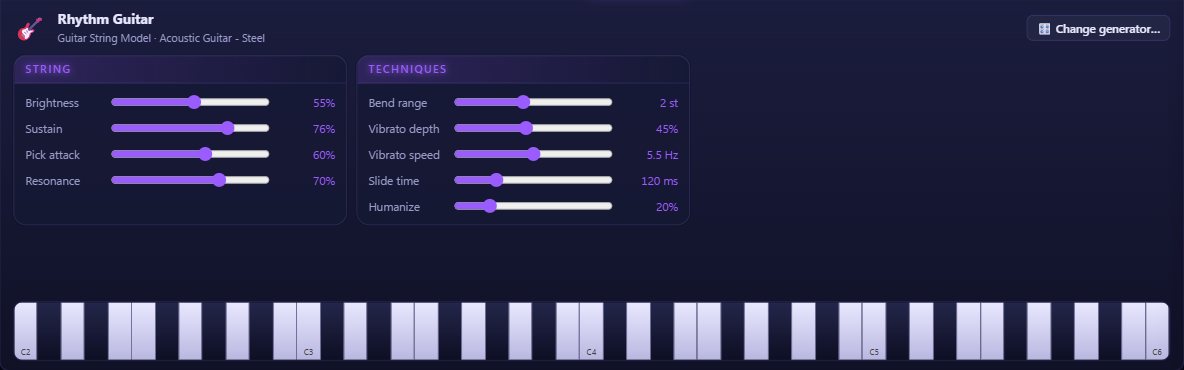 Rhythm Guitar
Guitar String Model · Acoustic Guitar - Steel
Change generator...
STRING
Brightness 55%
Sustain 76%
Pick attack 60%
Resonance 70%
TECHNIQUES
Bend range 2 st
Vibrato depth 45%
Vibrato speed 5.5 Hz
Slide time 120 ms
Humanize 20%
C2 C3 C4 C5 C6